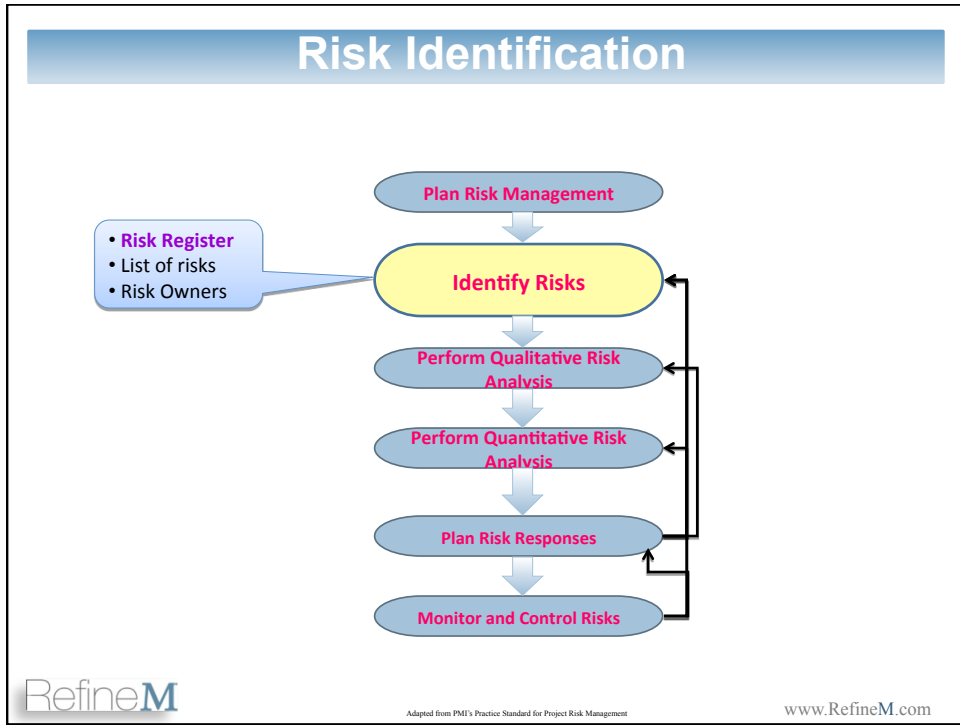 Risk Identification
Plan Risk Management
• Risk Register
• List of risks
• Risk Owners
Identify Risks
Perform Qualitative Risk
Analysis
Perform Quantitative Risk
Analysis
Plan Risk Responses
Monitor and Control Risks
RefineM
Adapted from PMI's Practice Standard for Project Risk Management
www.RefineM.com